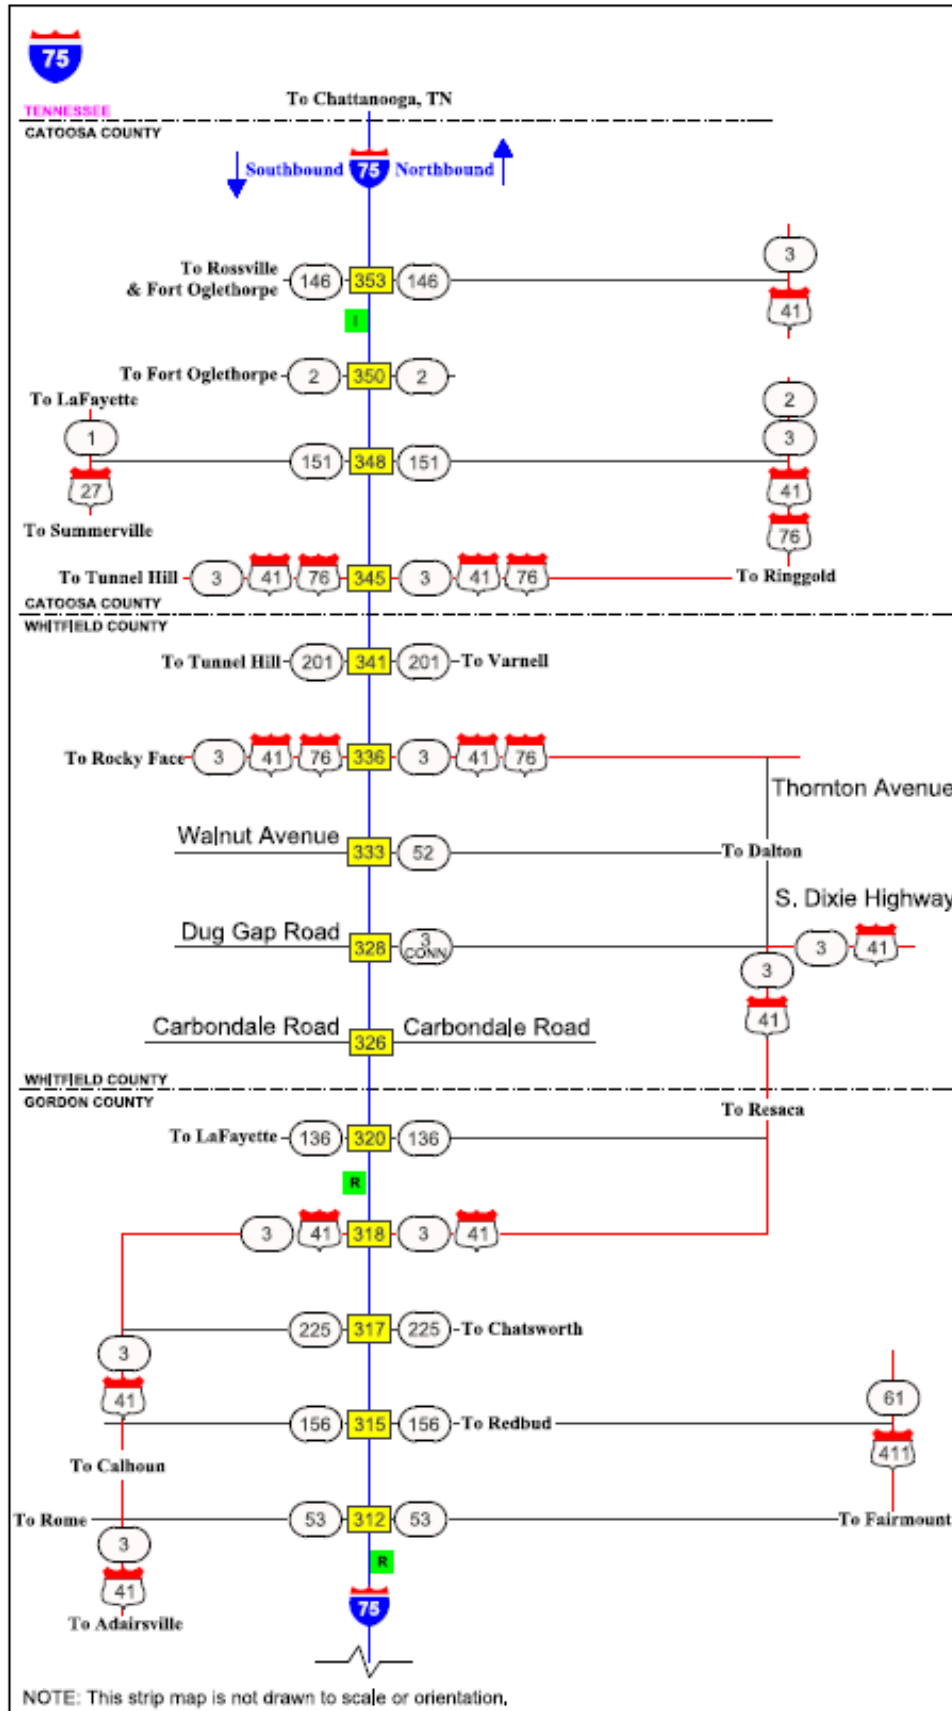 75
To Chattanooga, TN
TENNESSEE
CATOOSA COUNTY
Southbound 75 Northbound
3
To Rossville
& Fort Oglethorpe 146 353 146
41
I
To Fort Oglethorpe 2 350 2
To LaFayette
2
1
3
151 348 151
27
41
To Summerville
76
To Tunnel Hill 3 41 76 345 3 41 76 To Ringgold
CATOOSA COUNTY
WHITFIELD COUNTY
To Tunnel Hill 201 341 201 To Varnell
To Rocky Face 3 41 76 336 3 41 76
Thornton Avenue
Walnut Avenue 333 52 To Dalton
S. Dixie Highway
Dug Gap Road 328 3 CONN 3 41
3
41
Carbondale Road 326 Carbondale Road
WHITFIELD COUNTY
GORDON COUNTY
To Resaca
To LaFayette 136 320 136
R
3 41 318 3 41
225 317 225 To Chatsworth
3
41
61
156 315 156 To Redbud
411
To Calhoun
To Rome 53 312 53 To Fairmount
3
R
41
75
To Adairsville
NOTE: This strip map is not drawn to scale or orientation.